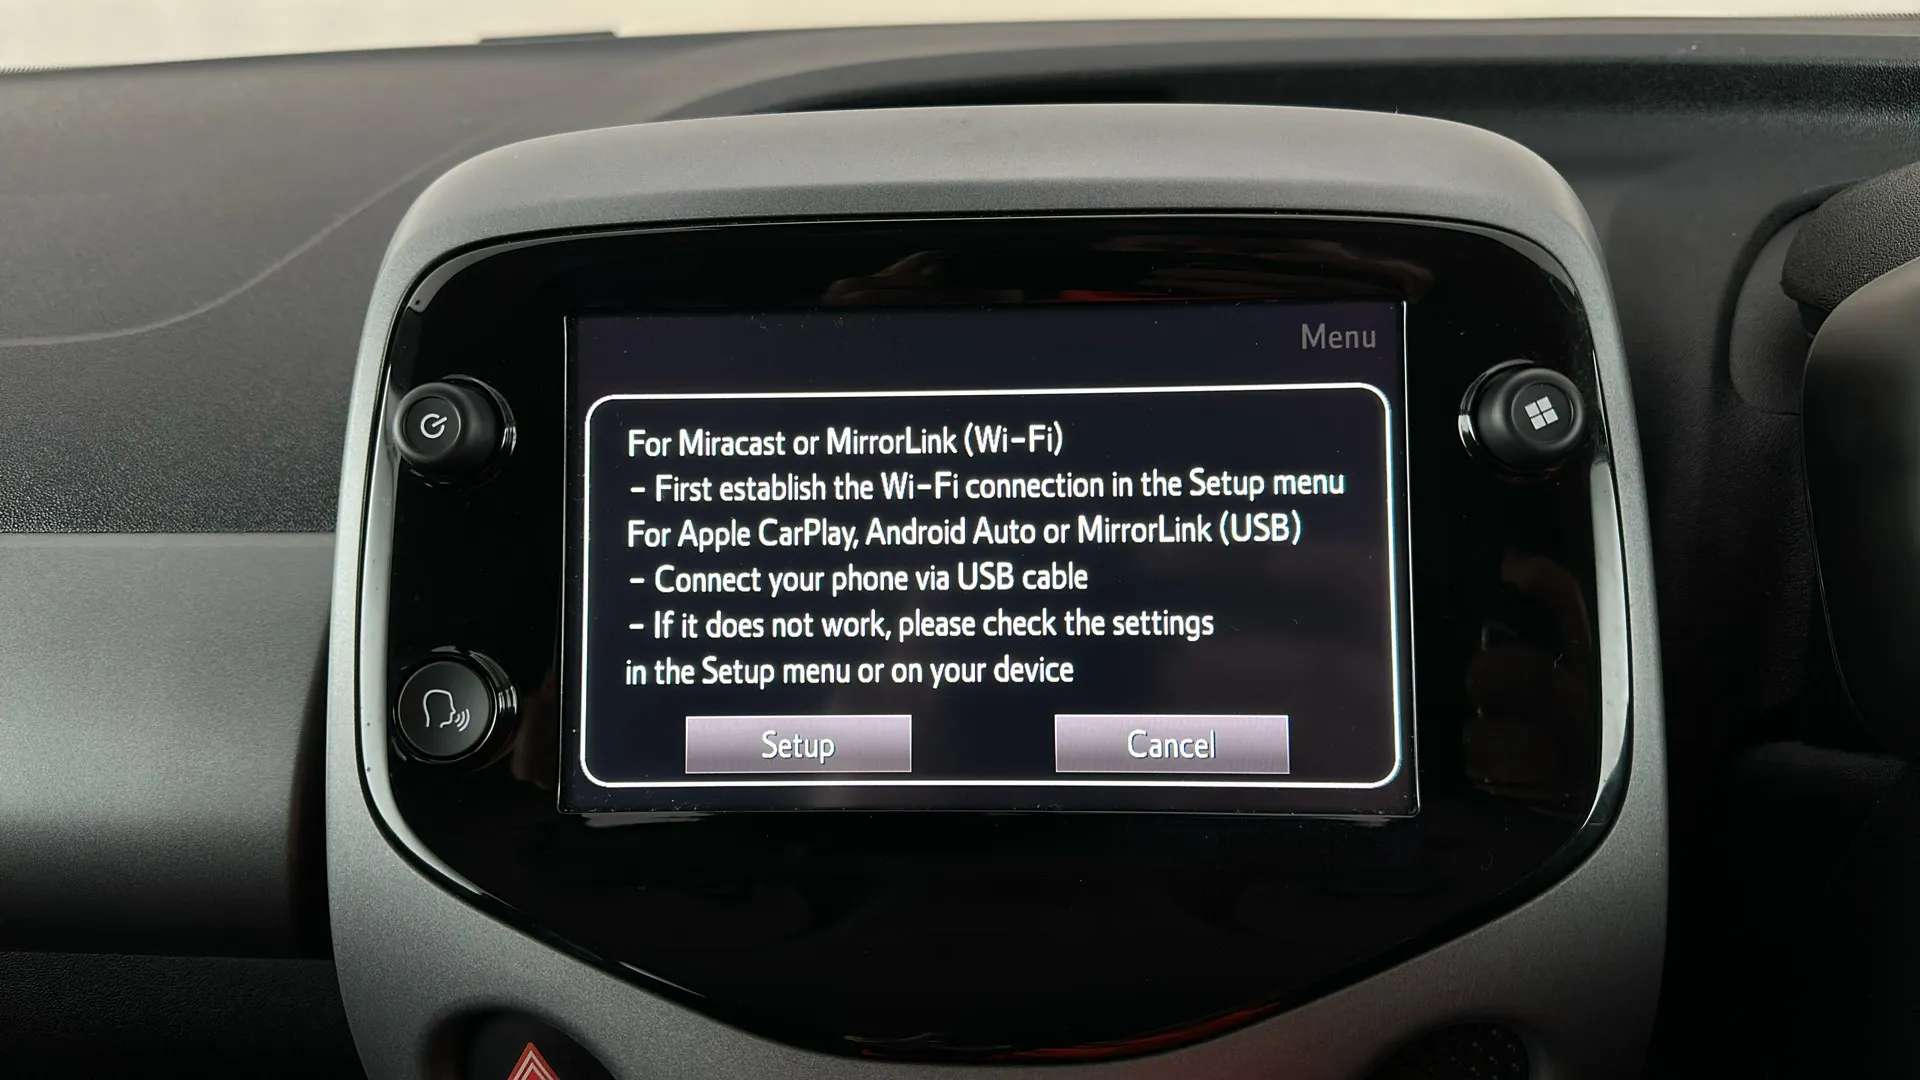 Menu
For Miracast or MirrorLink (Wi-Fi)
- First establish the Wi-Fi connection in the Setup menu
For Apple CarPlay, Android Auto or MirrorLink (USB)
- Connect your phone via USB cable
- If it does not work, please check the settings
in the Setup menu or on your device
Setup
Cancel